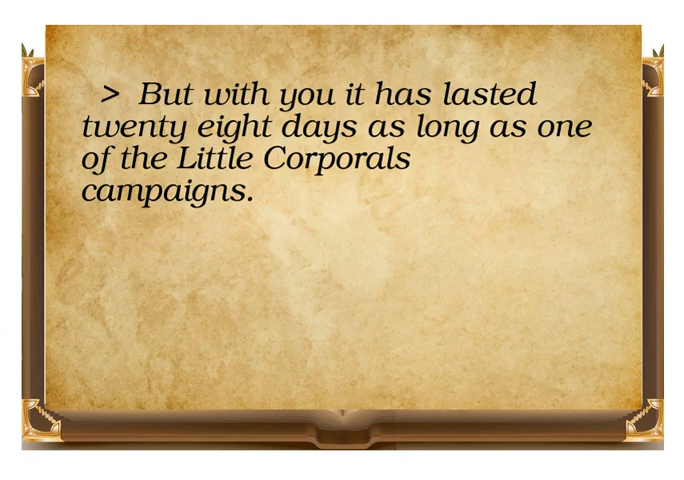 > But with you it has lasted
twenty eight days as long as one
of the Little Corporals
campaigns.